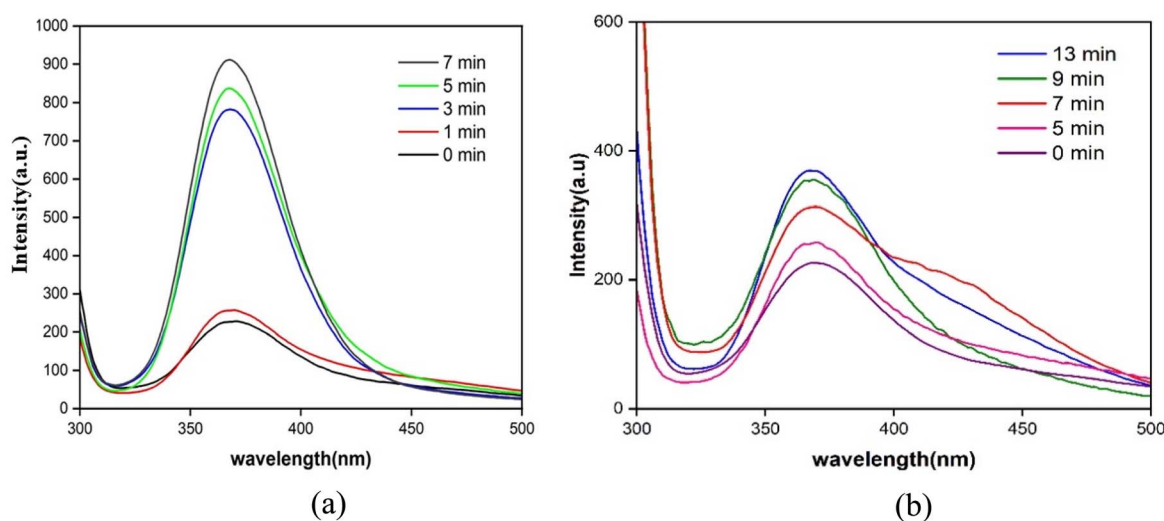 1000
900
800
700
600
500
400
300
200
100
0
Intensity(a.u.)
7 min
5 min
3 min
1 min
0 min
300
350
400
450
500
wavelength(nm)
(a)
600
400
200
0
Intensity(a.u)
13 min
9 min
7 min
5 min
0 min
300
350
400
450
500
wavelength(nm)
(b)